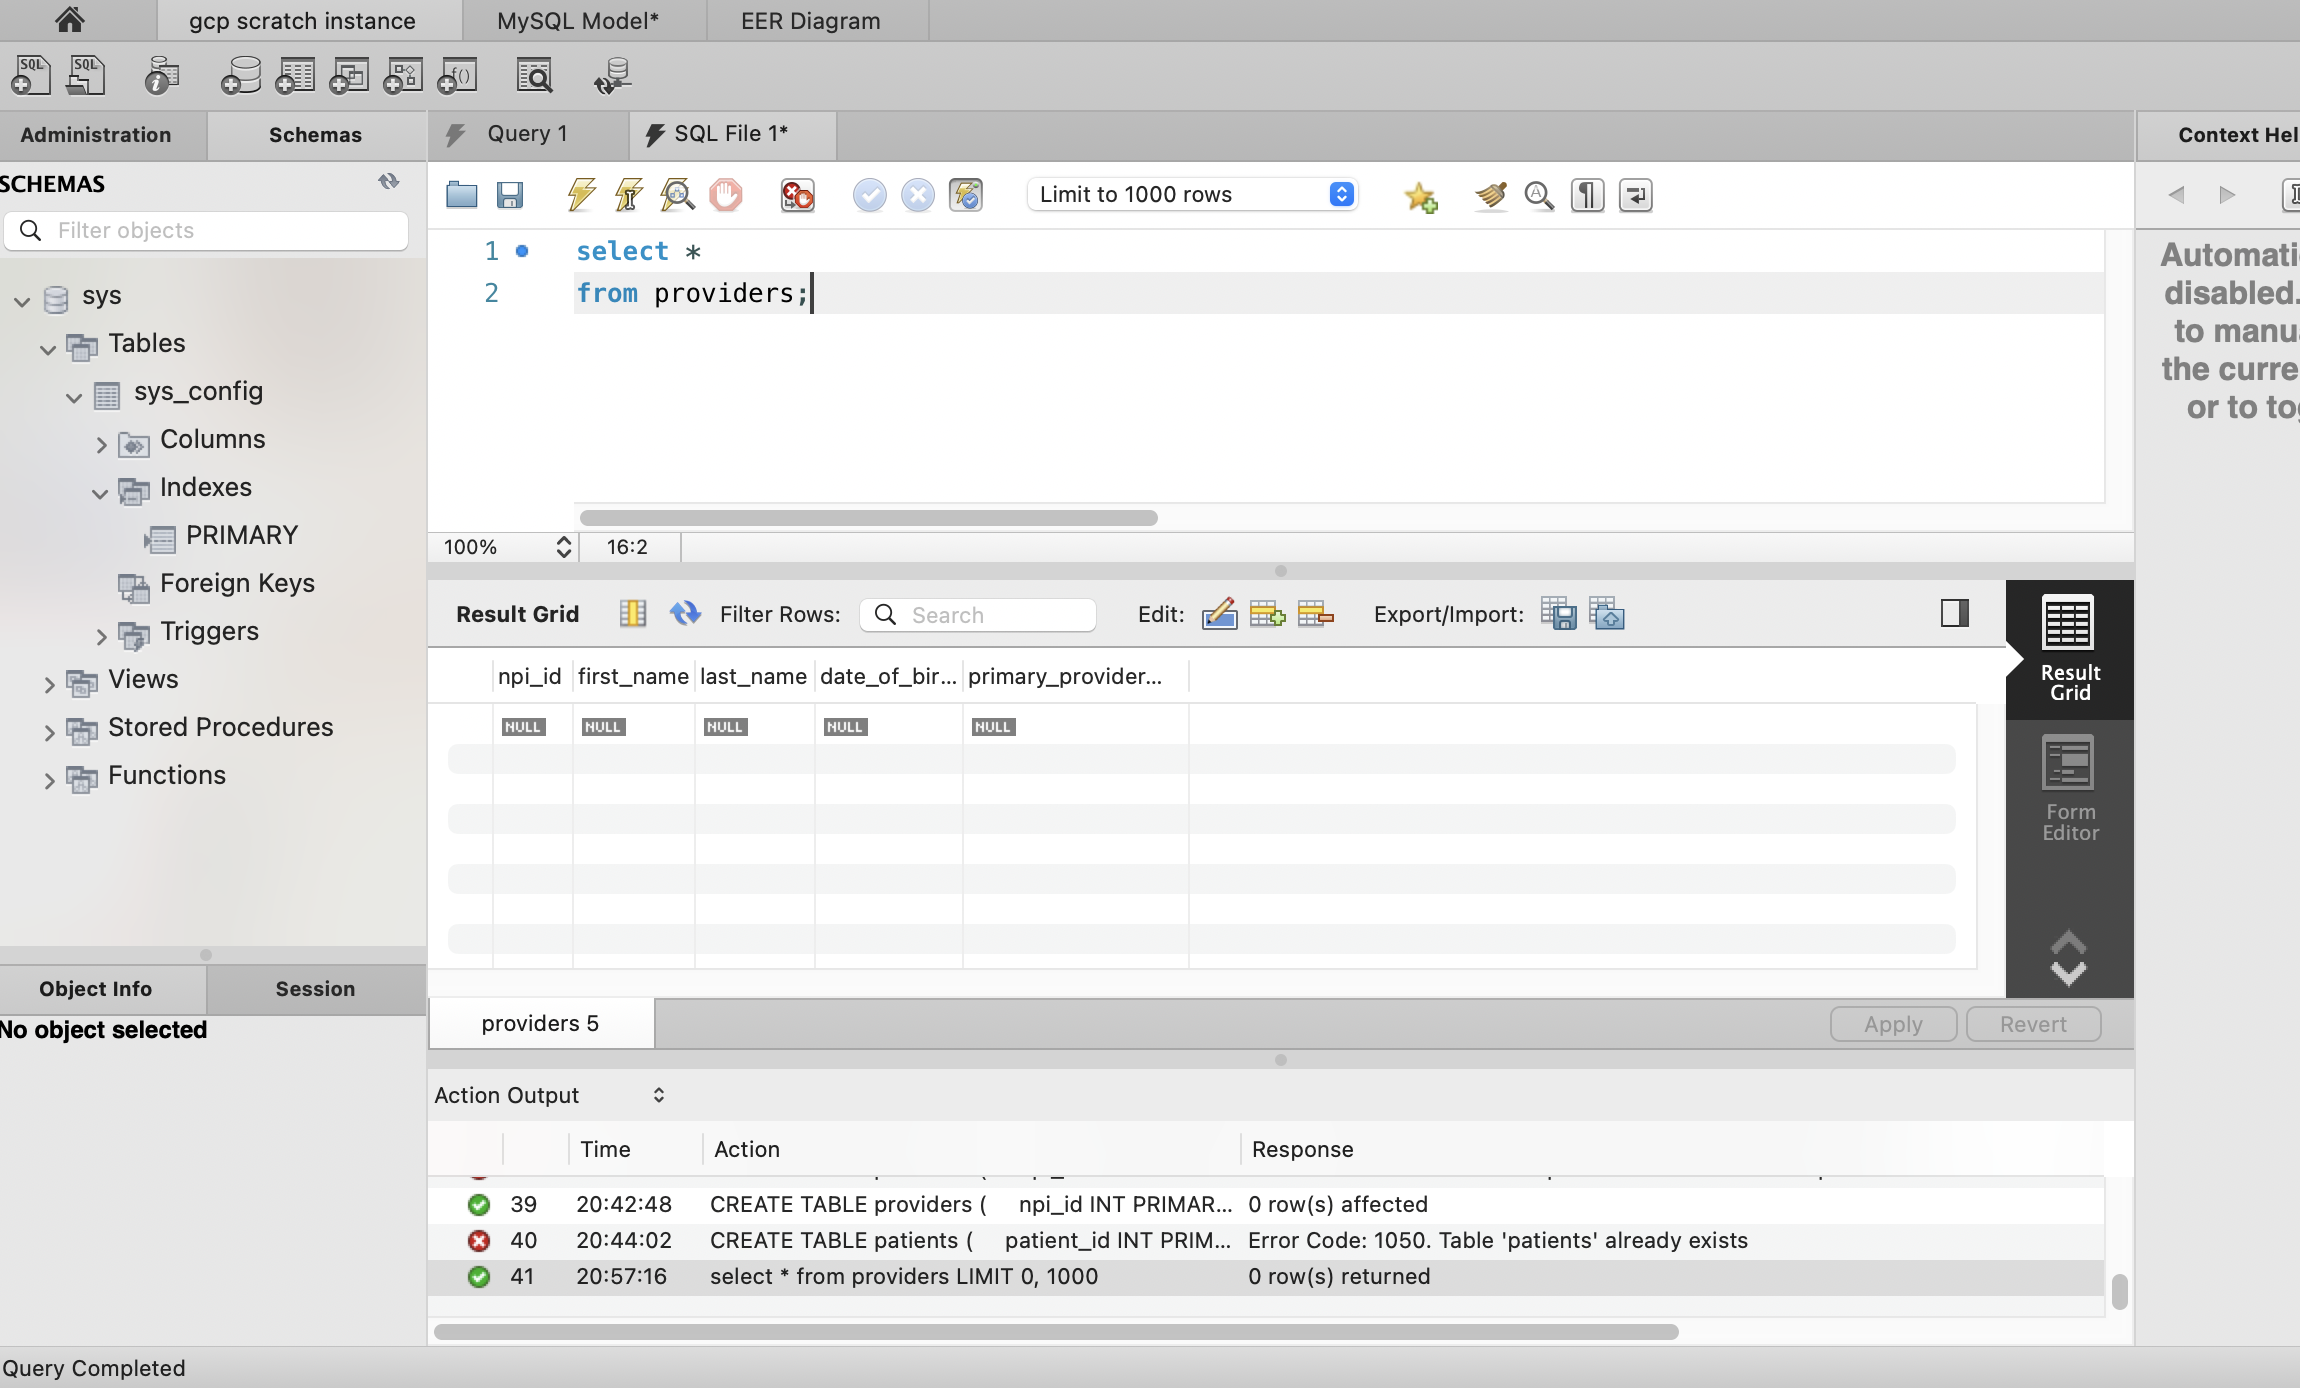 gcp scratch instance
MySQL Model*
EER Diagram
SQL
SQL
Administration
Schemas
Query 1
SQL File 1*
SCHEMAS
Filter objects
Limit to 1000 rows
1 select *
2 from providers;
sys
Tables
sys_config
Columns
Indexes
PRIMARY
Foreign Keys
Triggers
Views
Stored Procedures
Functions
100%
16:2
Result Grid
Filter Rows:
Search
Edit:
Export/Import:
npi_id first_name last_name date_of_bir... primary_provider...
NULL NULL NULL NULL NULL
Result
Grid
Form
Editor
Object Info
Session
No object selected
providers 5
Apply
Revert
Action Output
Time Action Response
39 20:42:48 CREATE TABLE providers ( npi_id INT PRIMAR... 0 row(s) affected
40 20:44:02 CREATE TABLE patients ( patient_id INT PRIM... Error Code: 1050. Table 'patients' already exists
41 20:57:16 select * from providers LIMIT 0, 1000 0 row(s) returned
Query Completed
Context Hel
Automati
disabled.
to manu
the curre
or to tog